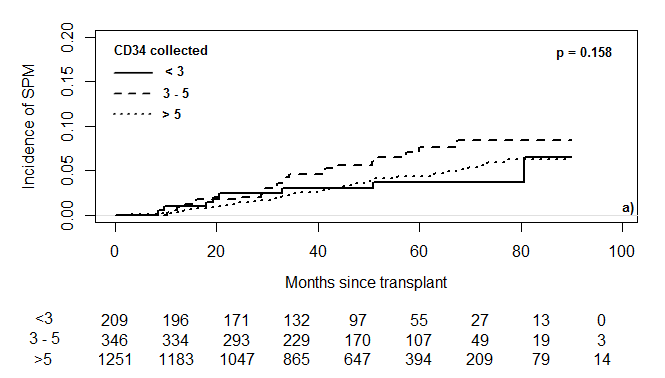 CD34 collected
< 3
3 - 5
> 5
p = 0.158
0.20
0.15
0.10
0.05
0.00
Incidence of SPM
a)
0 20 40 60 80 100
Months since transplant
<3 209 196 171 132 97 55 27 13 0
3 - 5 346 334 293 229 170 107 49 19 3
>5 1251 1183 1047 865 647 394 209 79 14